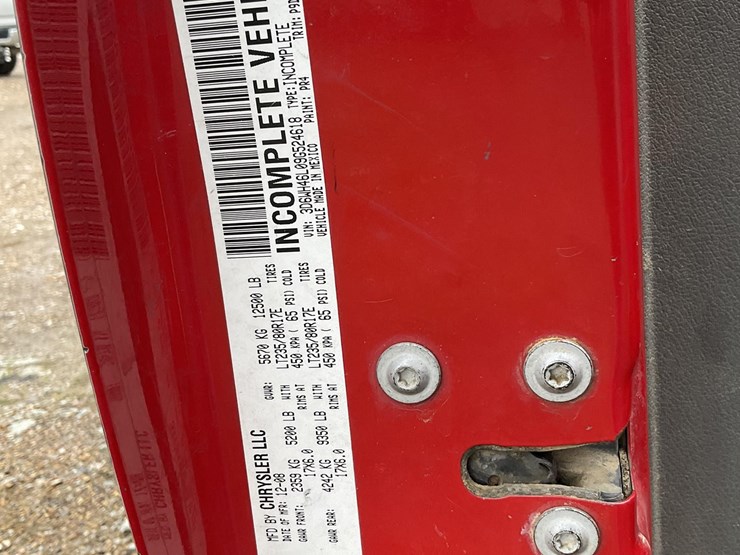 MFD BY CHRYSLER LLC
DATE OF MFR: 12-08 GVWR: 5670 KG 12500 LB
GAWR FRONT: 2359 KG 5200 LB WITH LT235/80R17E TIRES
17X6.0 RIMS AT 450 KPA ( 65 PSI) COLD
GAWR REAR: 4242 KG 9350 LB WITH LT235/80R17E TIRES
17X6.0 RIMS AT 450 KPA ( 65 PSI) COLD
INCOMPLETE VEHI
VIN: 3D6WH46L09G524618 TYPE: INCOMPLETE
VEHICLE MADE IN MEXICO PAINT: PR4 TRIM: P9D